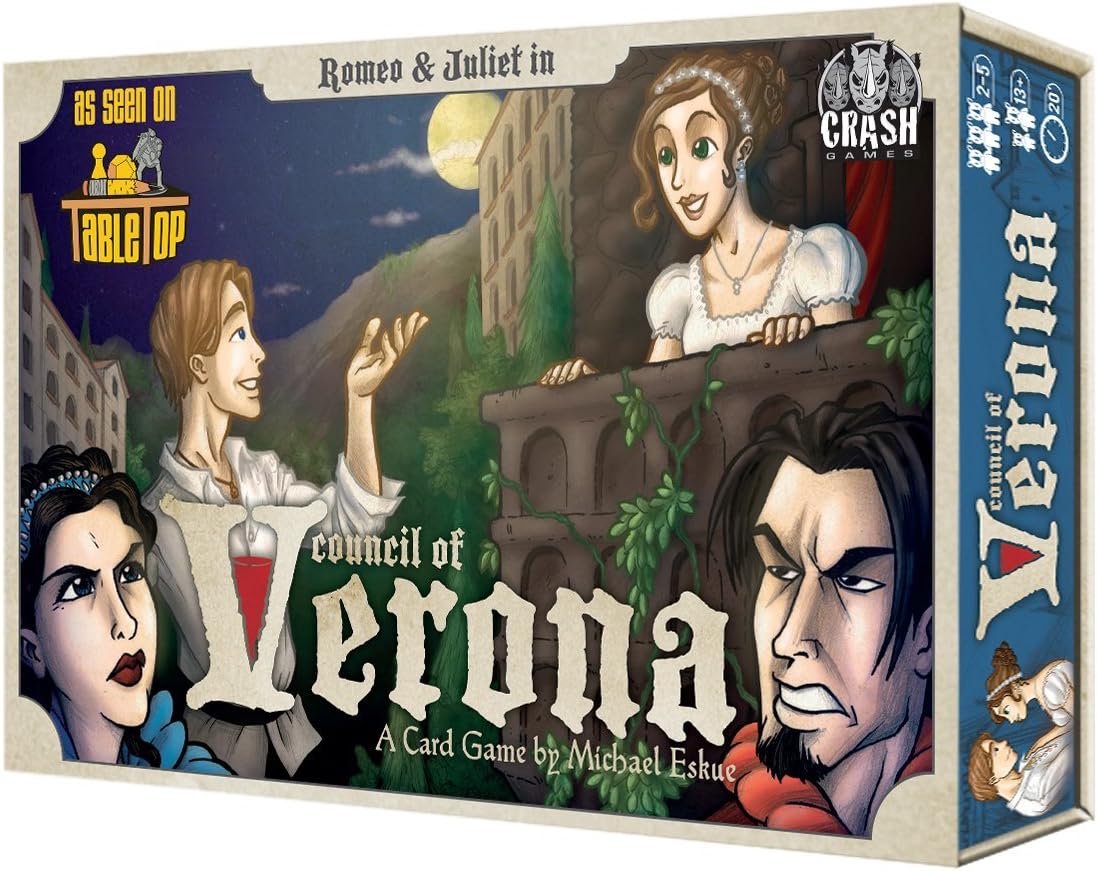 Romeo & Juliet in
as seen on
TableTop
CRASH
GAMES
council of
Verona
A Card Game by Michael Eskue
2-5
13+
20
council of
Verona